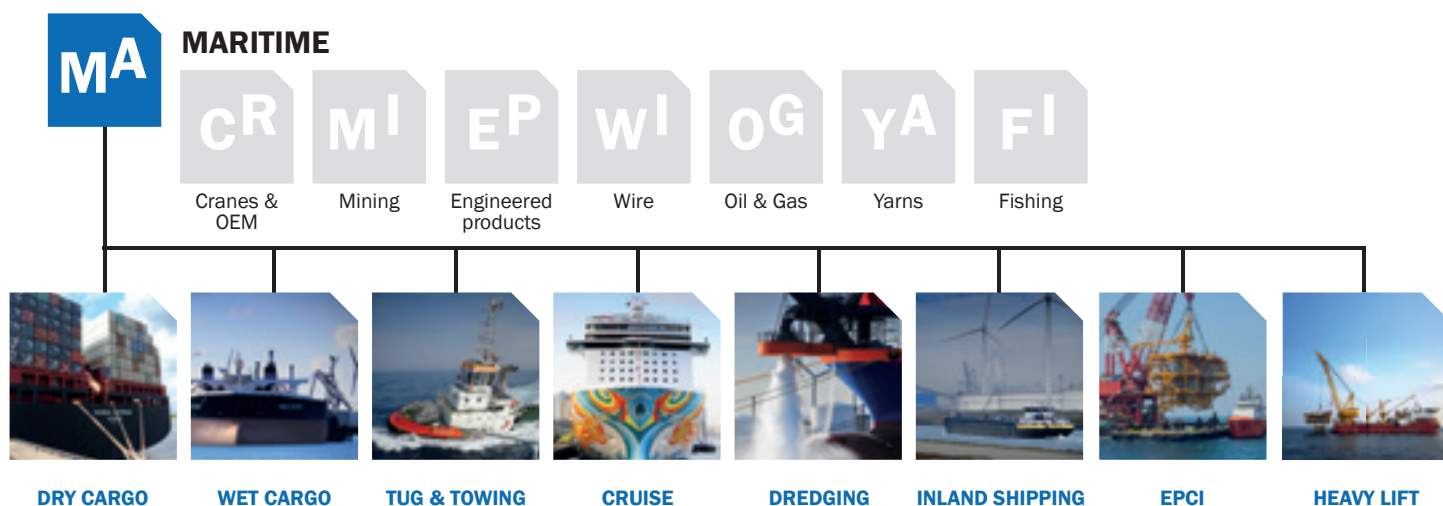 MA
MARITIME
CR
MI
EP
WI
OG
YA
FI
Cranes &
OEM
Mining
Engineered
products
Wire
Oil & Gas
Yarns
Fishing
DRY CARGO
WET CARGO
TUG & TOWING
CRUISE
DREDGING
INLAND SHIPPING
EPCI
HEAVY LIFT